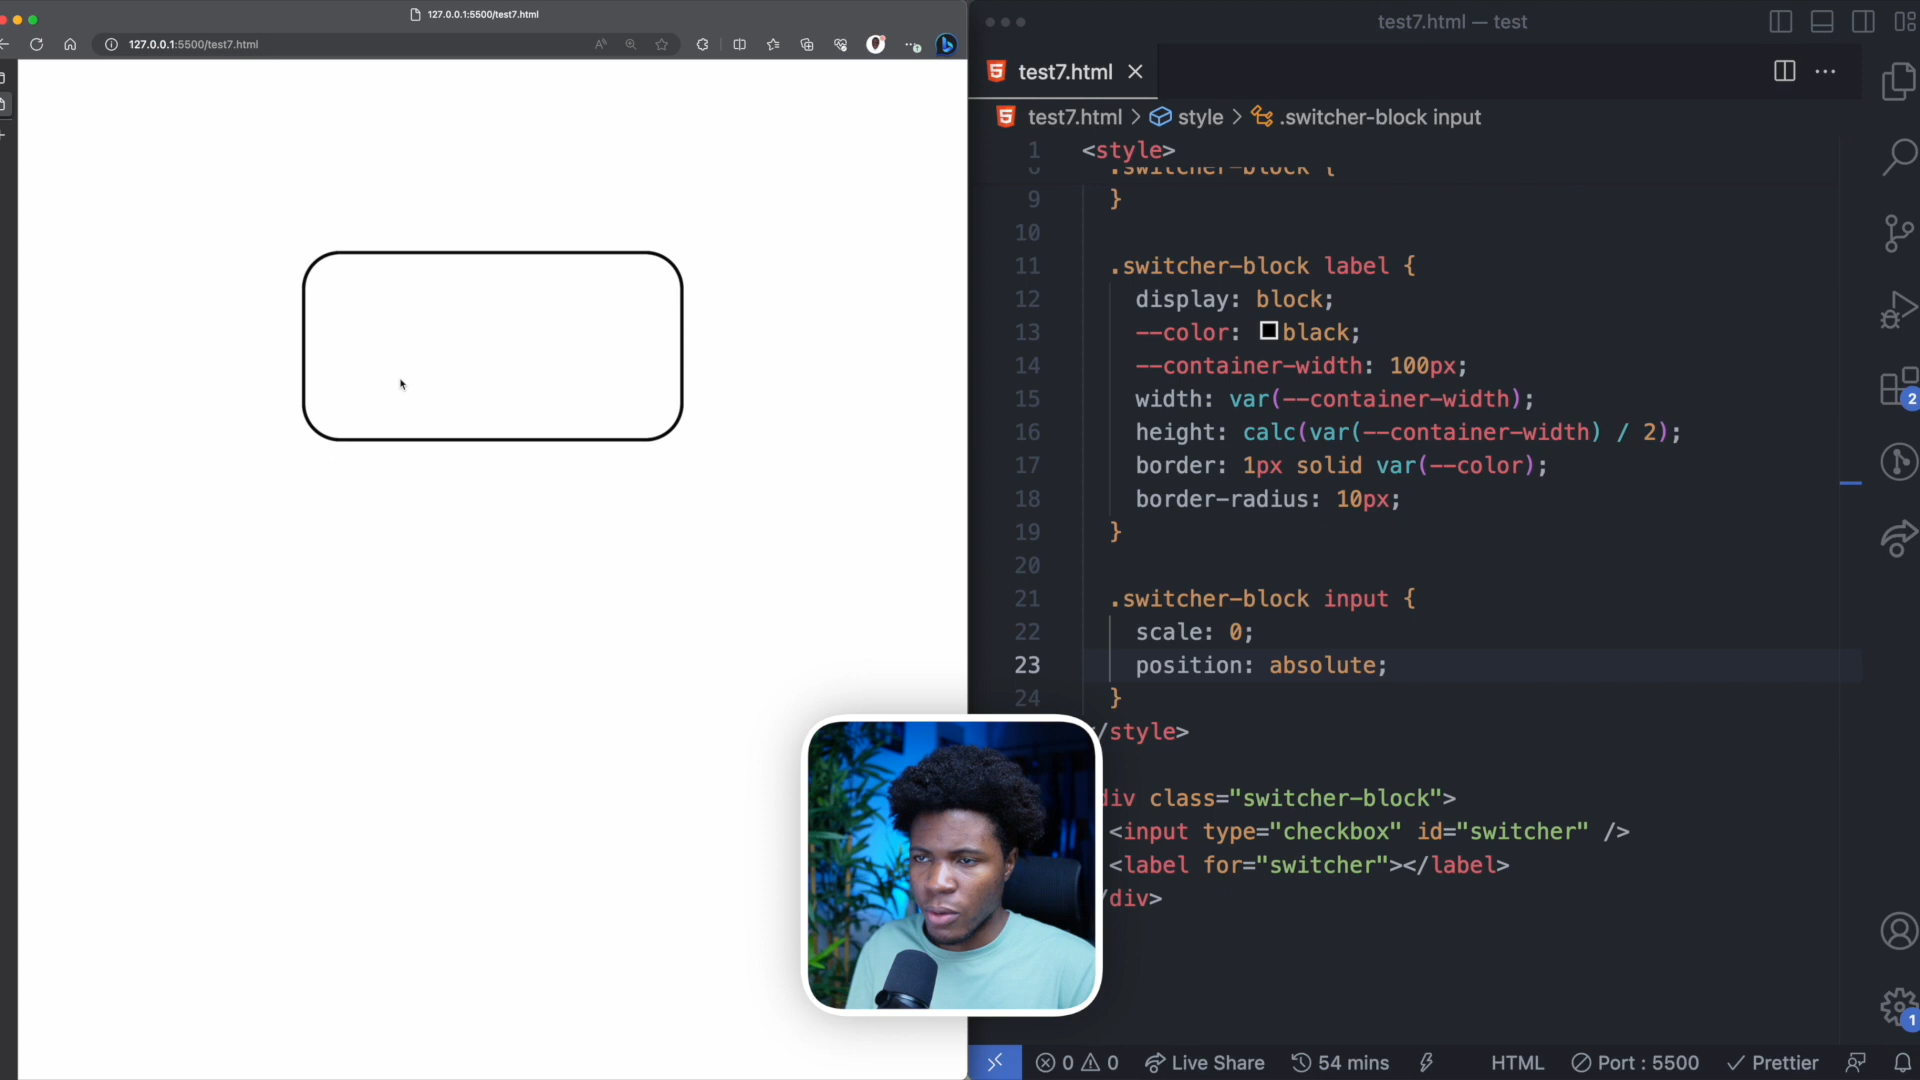 127.0.0.1:5500/test7.html
127.0.0.1:5500/test7.html
test7.html — test
test7.html
test7.html > style > .switcher-block input
1 <style>
.switcher-block {
9 }
10
11 .switcher-block label {
12 display: block;
13 --color: black;
14 --container-width: 100px;
15 width: var(--container-width);
16 height: calc(var(--container-width) / 2);
17 border: 1px solid var(--color);
18 border-radius: 10px;
19 }
20
21 .switcher-block input {
22 scale: 0;
23 position: absolute;
24 }
/style>
div class="switcher-block">
<input type="checkbox" id="switcher" />
<label for="switcher"></label>
/div>
2
1
0 0 Live Share 54 mins HTML Port : 5500 Prettier